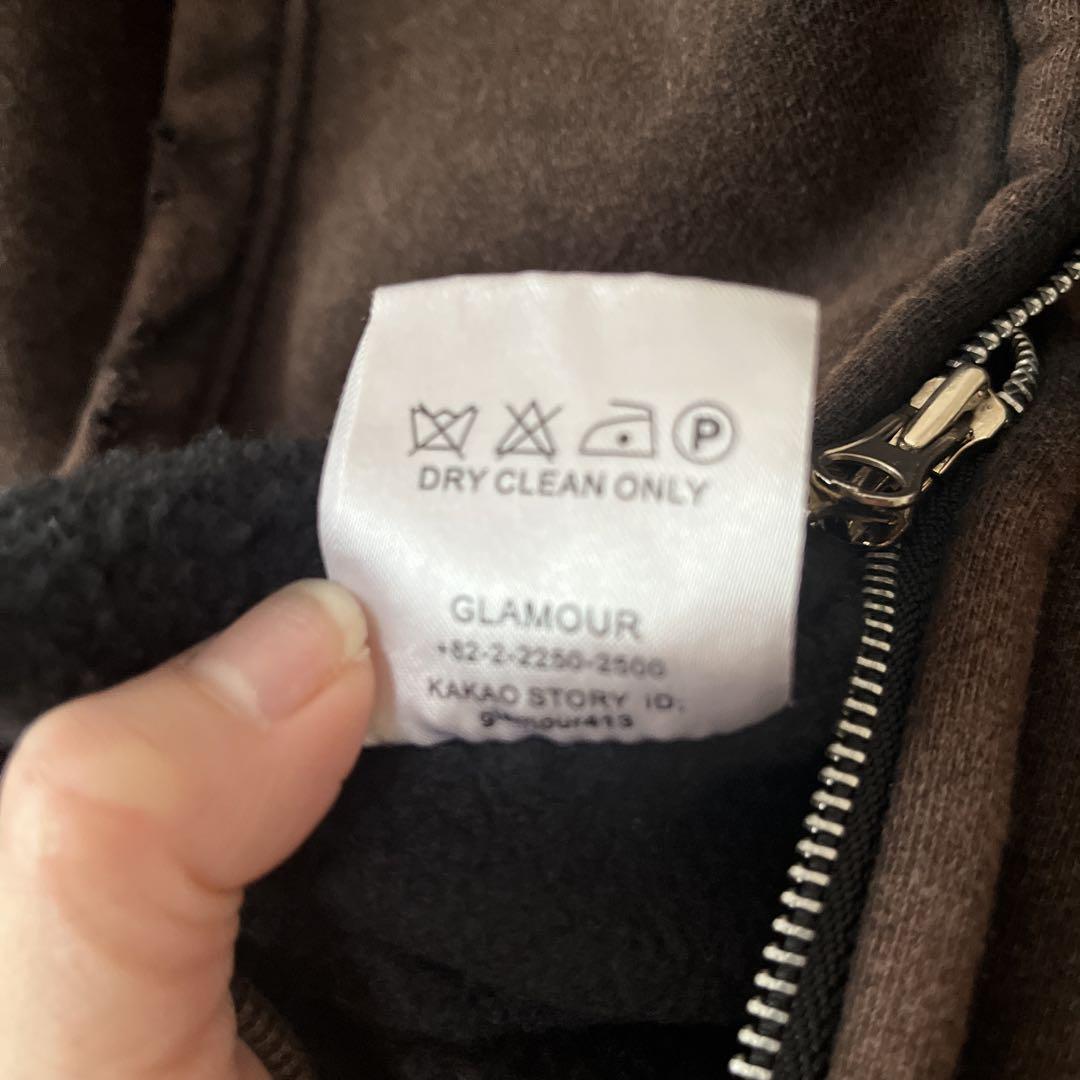 P
DRY CLEAN ONLY
GLAMOUR
+82-2-2250-2500
KAKAO STORY ID;